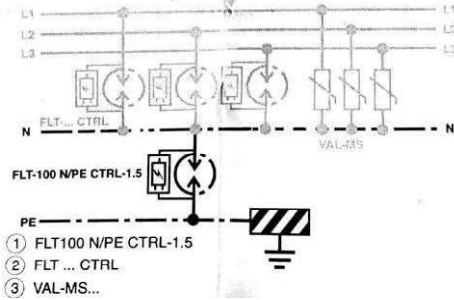 L1 L1
L2 L2
L3 L3
FLT-... CTRL
N N
VAL-MS
FLT-100 N/PE CTRL-1.5
PE
① FLT100 N/PE CTRL-1.5
② FLT ... CTRL
③ VAL-MS...